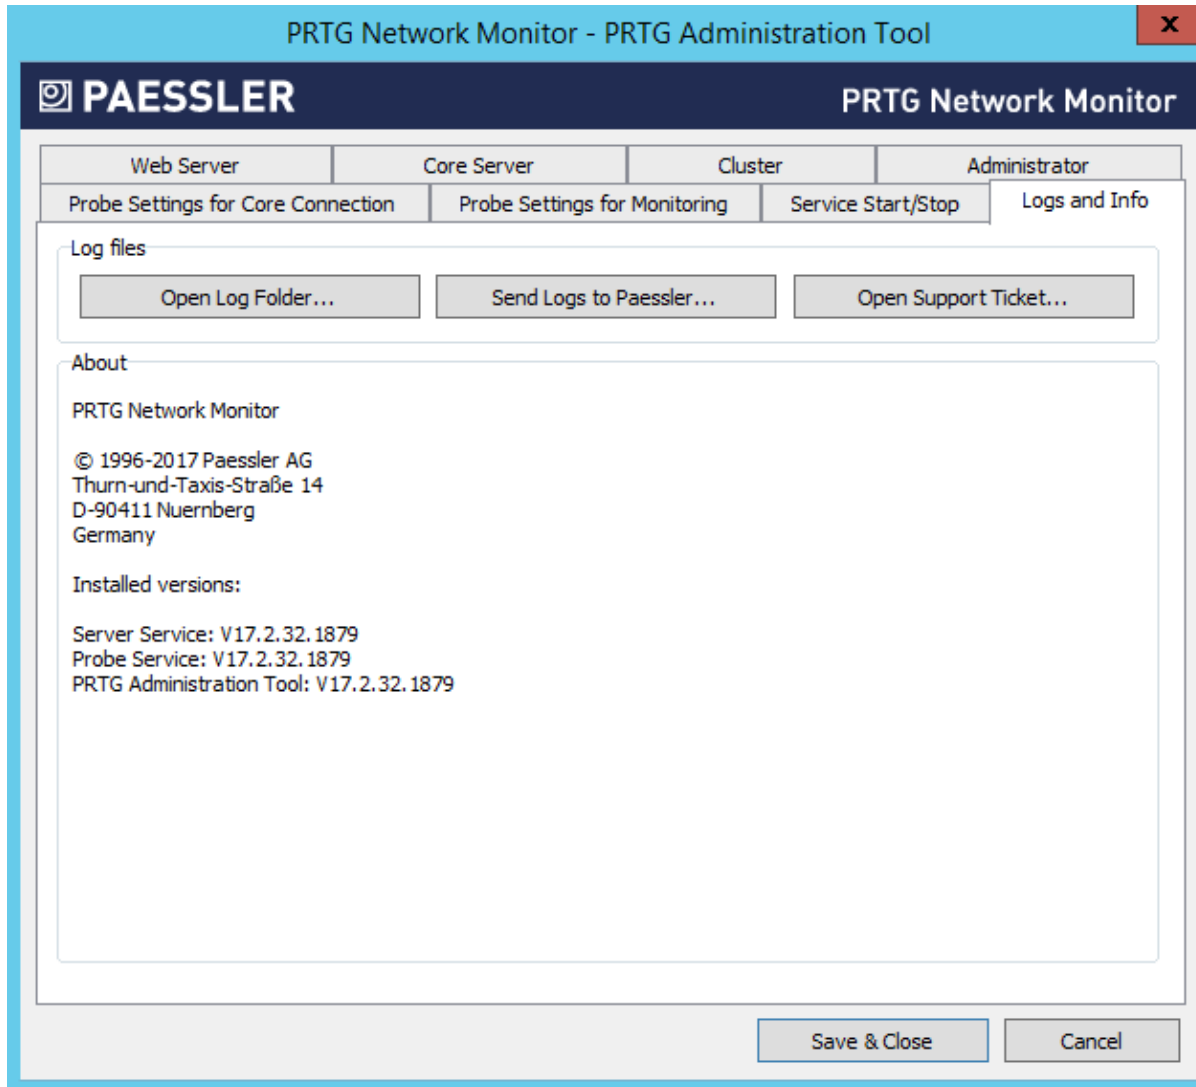 PRTG Network Monitor - PRTG Administration Tool
x
PAESSLER
PRTG Network Monitor
Web Server
Core Server
Cluster
Administrator
Probe Settings for Core Connection
Probe Settings for Monitoring
Service Start/Stop
Logs and Info
Log files
Open Log Folder...
Send Logs to Paessler...
Open Support Ticket...
About
PRTG Network Monitor
© 1996-2017 Paessler AG
Thurn-und-Taxis-Straße 14
D-90411 Nuernberg
Germany
Installed versions:
Server Service: V17.2.32.1879
Probe Service: V17.2.32.1879
PRTG Administration Tool: V17.2.32.1879
Save & Close
Cancel